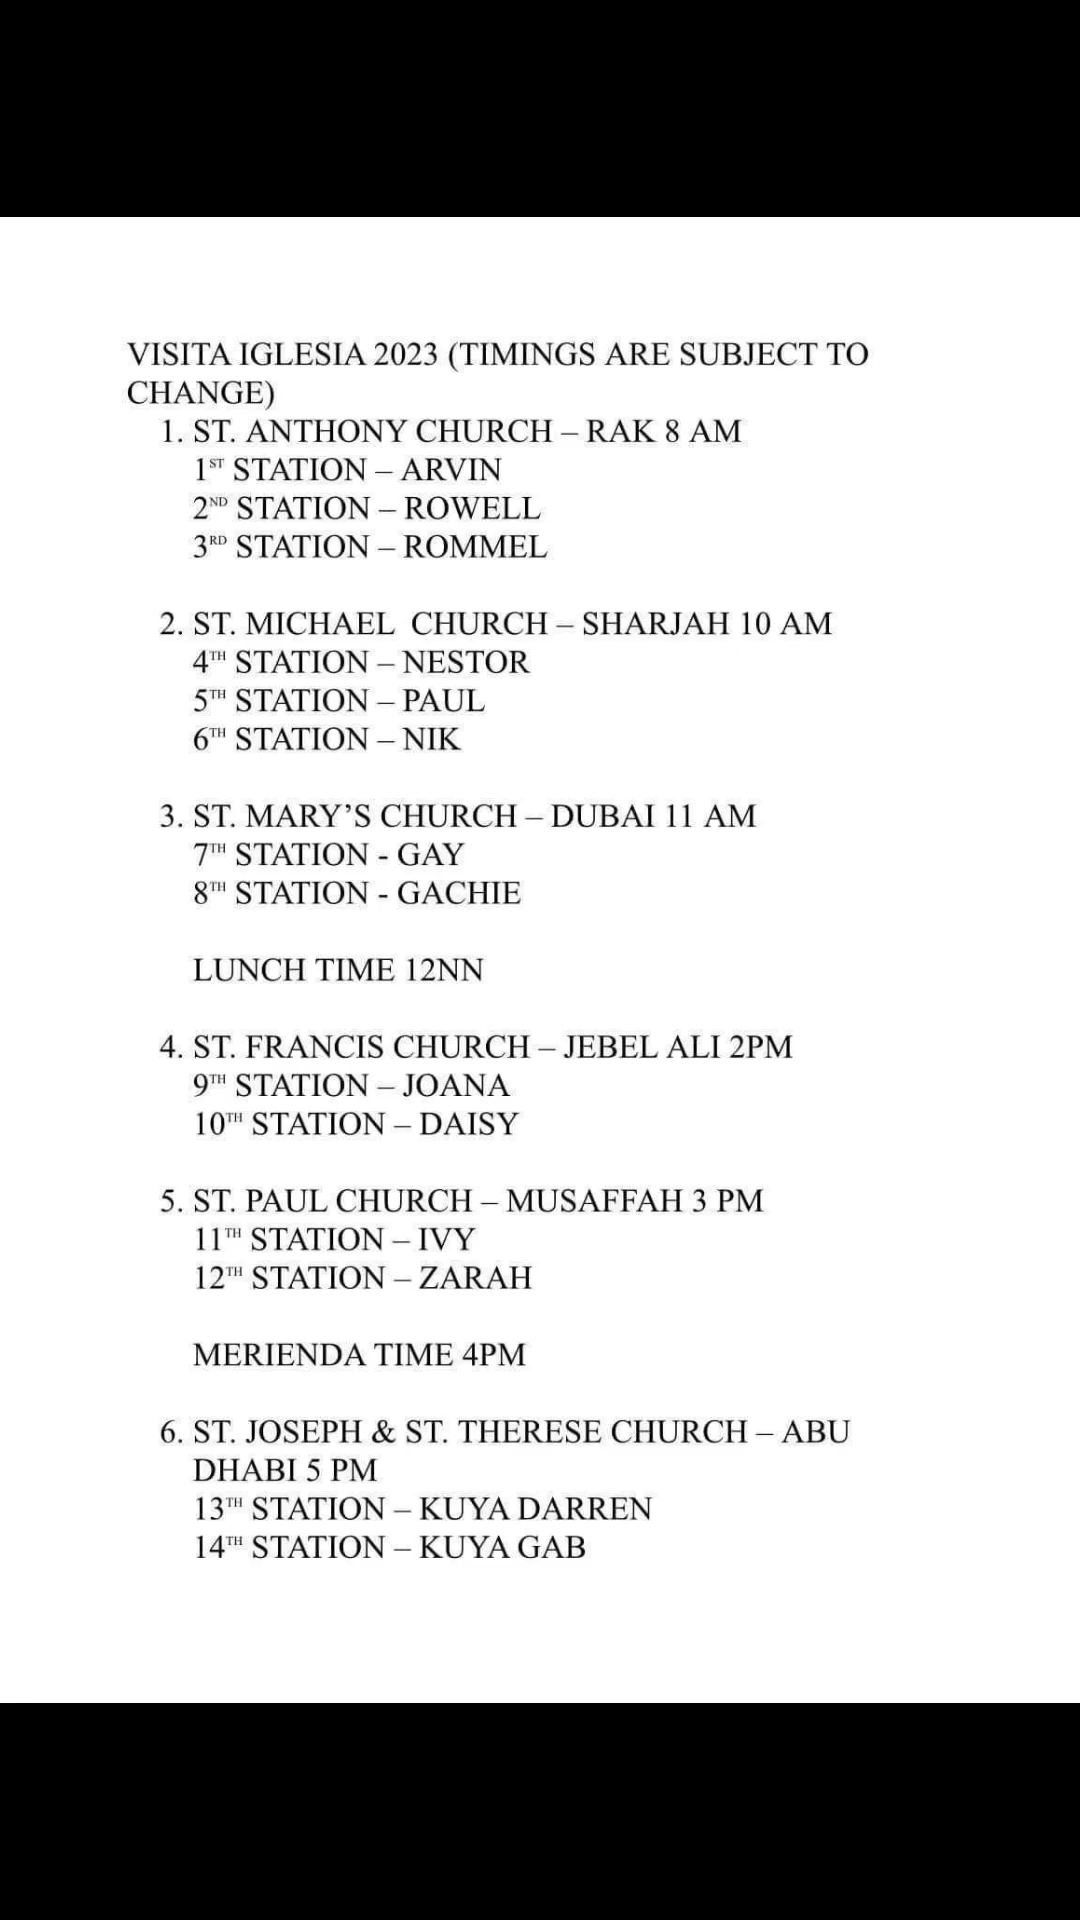 VISITA IGLESIA 2023 (TIMINGS ARE SUBJECT TO
CHANGE)
1. ST. ANTHONY CHURCH – RAK 8 AM
1ST STATION – ARVIN
2ND STATION – ROWELL
3RD STATION – ROMMEL
2. ST. MICHAEL  CHURCH – SHARJAH 10 AM
4TH STATION – NESTOR
5TH STATION – PAUL
6TH STATION – NIK
3. ST. MARY’S CHURCH – DUBAI 11 AM
7TH STATION - GAY
8TH STATION - GACHIE
LUNCH TIME 12NN
4. ST. FRANCIS CHURCH – JEBEL ALI 2PM
9TH STATION – JOANA
10TH STATION – DAISY
5. ST. PAUL CHURCH – MUSAFFAH 3 PM
11TH STATION – IVY
12TH STATION – ZARAH
MERIENDA TIME 4PM
6. ST. JOSEPH & ST. THERESE CHURCH – ABU
DHABI 5 PM
13TH STATION – KUYA DARREN
14TH STATION – KUYA GAB